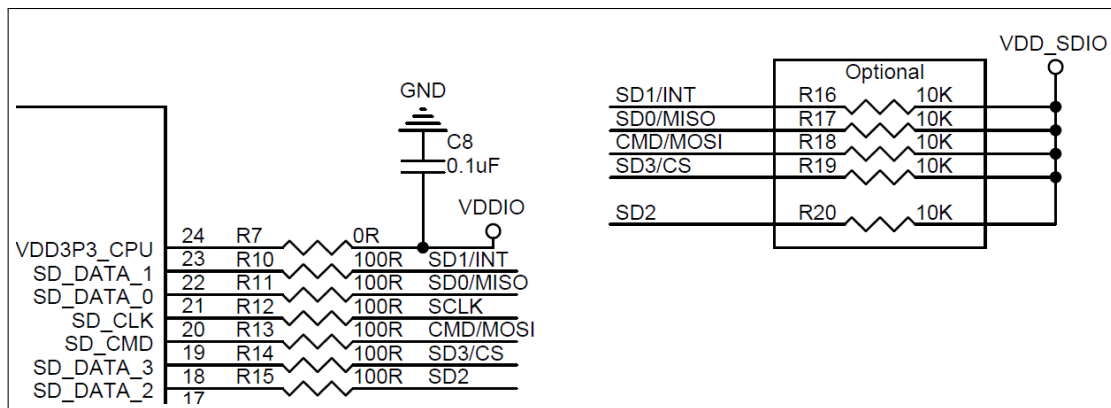 VDD_SDIO
Optional
SD1/INT R16 10K
SD0/MISO R17 10K
CMD/MOSI R18 10K
SD3/CS R19 10K
SD2 R20 10K
GND
C8
0.1uF
VDDIO
VDD3P3_CPU 24 R7 0R
SD_DATA_1 23 R10 100R SD1/INT
SD_DATA_0 22 R11 100R SD0/MISO
SD_CLK 21 R12 100R SCLK
SD_CMD 20 R13 100R CMD/MOSI
SD_DATA_3 19 R14 100R SD3/CS
SD_DATA_2 18 R15 100R SD2
17